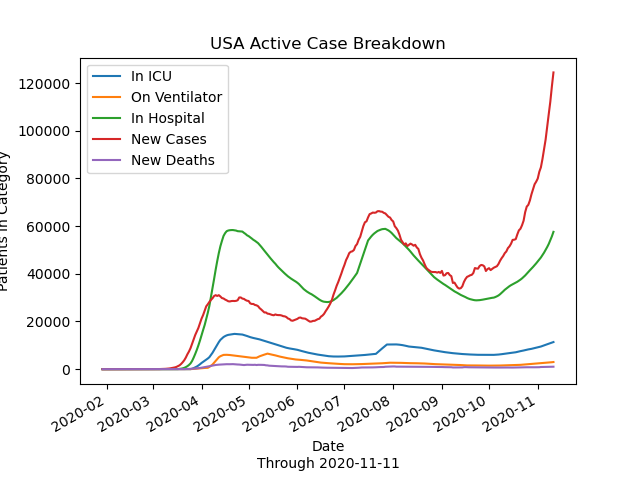 USA Active Case Breakdown
In ICU
On Ventilator
In Hospital
New Cases
New Deaths
120000
100000
80000
60000
40000
20000
0
Patients in Category
2020-02
2020-03
2020-04
2020-05
2020-06
2020-07
2020-08
2020-09
2020-10
2020-11
Date
Through 2020-11-11